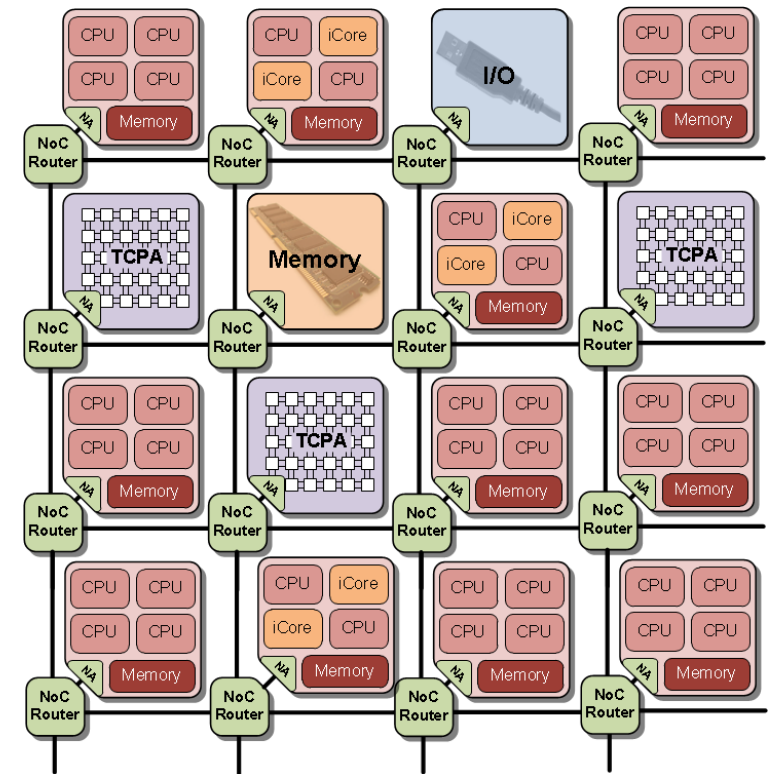 CPU CPU
CPU CPU
NA Memory
NoC
Router
CPU iCore
iCore CPU
NA Memory
NoC
Router
I/O
NA
NoC
Router
CPU CPU
CPU CPU
NA Memory
NoC
Router
TCPA
NA
NoC
Router
Memory
NA
NoC
Router
CPU iCore
iCore CPU
NA Memory
NoC
Router
TCPA
NA
NoC
Router
CPU CPU
CPU CPU
NA Memory
NoC
Router
TCPA
NA
NoC
Router
CPU CPU
CPU CPU
NA Memory
NoC
Router
CPU CPU
CPU CPU
NA Memory
NoC
Router
CPU CPU
CPU CPU
NA Memory
NoC
Router
CPU iCore
iCore CPU
NA Memory
NoC
Router
CPU CPU
CPU CPU
NA Memory
NoC
Router
CPU CPU
CPU CPU
NA Memory
NoC
Router